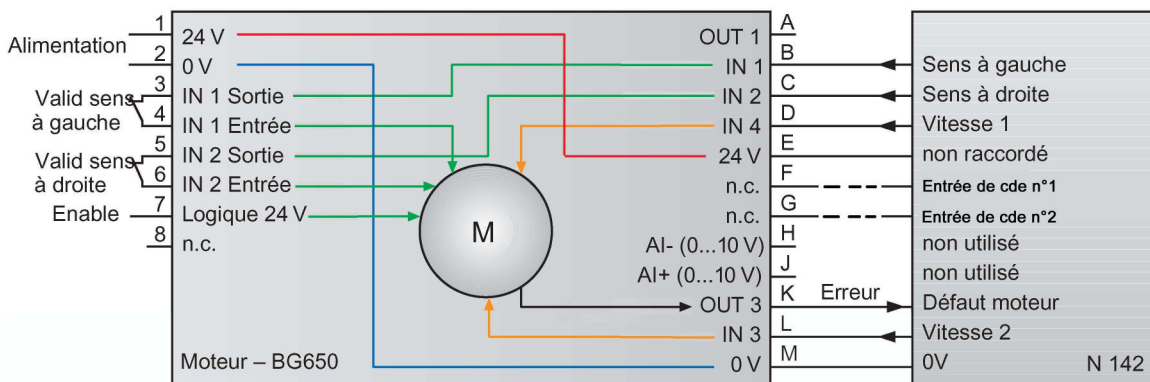 Alimentation
1
2
3
4
5
6
7
8
Valid sens
à gauche
Valid sens
à droite
Enable
24 V
0 V
IN 1 Sortie
IN 1 Entrée
IN 2 Sortie
IN 2 Entrée
Logique 24 V
n.c.
Moteur – BG650
M
OUT 1
IN 1
IN 2
IN 4
24 V
n.c.
n.c.
AI- (0...10 V)
AI+ (0...10 V)
OUT 3
IN 3
0 V
A
B
C
D
E
F
G
H
J
K
L
M
Erreur
Sens à gauche
Sens à droite
Vitesse 1
non raccordé
Entrée de cde n°1
Entrée de cde n°2
non utilisé
non utilisé
Défaut moteur
Vitesse 2
0V
N 142